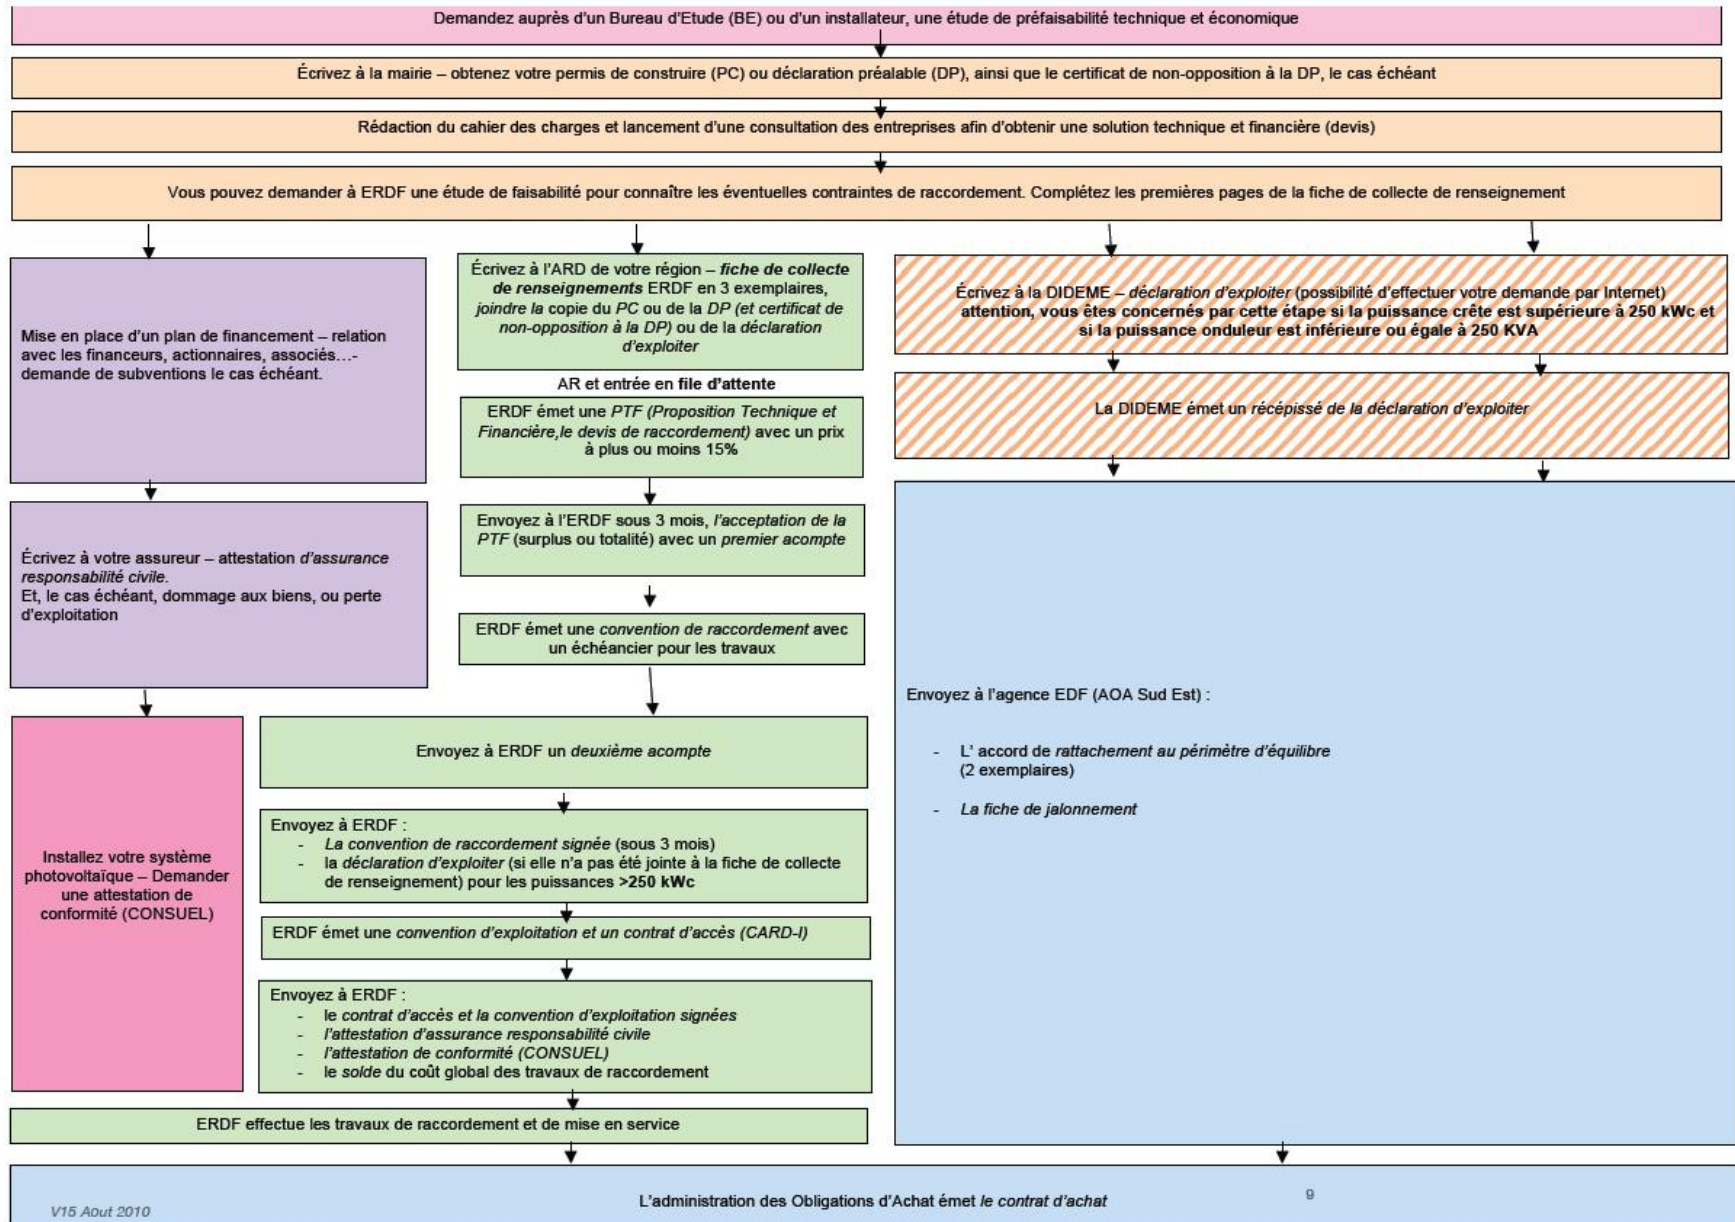 Demandez auprès d'un Bureau d'Etude (BE) ou d'un installateur, une étude de préfaisabilité technique et économique
Écrivez à la mairie – obtenez votre permis de construire (PC) ou déclaration préalable (DP), ainsi que le certificat de non-opposition à la DP, le cas échéant
Rédaction du cahier des charges et lancement d'une consultation des entreprises afin d'obtenir une solution technique et financière (devis)
Vous pouvez demander à ERDF une étude de faisabilité pour connaître les éventuelles contraintes de raccordement. Complétez les premières pages de la fiche de collecte de renseignement
Mise en place d'un plan de financement – relation
avec les financeurs, actionnaires, associés…-
demande de subventions le cas échéant.
Écrivez à votre assureur – attestation d'assurance
responsabilité civile.
Et, le cas échéant, dommage aux biens, ou perte
d'exploitation
Installez votre système
photovoltaïque – Demander
une attestation de
conformité (CONSUEL)
Écrivez à l'ARD de votre région – fiche de collecte
de renseignements ERDF en 3 exemplaires,
joindre la copie du PC ou de la DP (et certificat de
non-opposition à la DP) ou de la déclaration
d'exploiter
AR et entrée en file d'attente
ERDF émet une PTF (Proposition Technique et
Financière,le devis de raccordement) avec un prix
à plus ou moins 15%
Envoyez à l'ERDF sous 3 mois, l'acceptation de la
PTF (surplus ou totalité) avec un premier acompte
ERDF émet une convention de raccordement avec
un échéancier pour les travaux
Envoyez à ERDF un deuxième acompte
Envoyez à ERDF :
- La convention de raccordement signée (sous 3 mois)
- la déclaration d'exploiter (si elle n'a pas été jointe à la fiche de collecte
de renseignement) pour les puissances >250 kWc
ERDF émet une convention d'exploitation et un contrat d'accès (CARD-I)
Envoyez à ERDF :
- le contrat d'accès et la convention d'exploitation signées
- l'attestation d'assurance responsabilité civile
- l'attestation de conformité (CONSUEL)
- le solde du coût global des travaux de raccordement
ERDF effectue les travaux de raccordement et de mise en service
Écrivez à la DIDEME – déclaration d'exploiter (possibilité d'effectuer votre demande par Internet)
attention, vous êtes concernés par cette étape si la puissance crête est supérieure à 250 kWc et
si la puissance onduleur est inférieure ou égale à 250 KVA
La DIDEME émet un récépissé de la déclaration d'exploiter
Envoyez à l'agence EDF (AOA Sud Est) :
- L' accord de rattachement au périmètre d'équilibre
(2 exemplaires)
- La fiche de jalonnement
L'administration des Obligations d'Achat émet le contrat d'achat
9
V15 Aout 2010